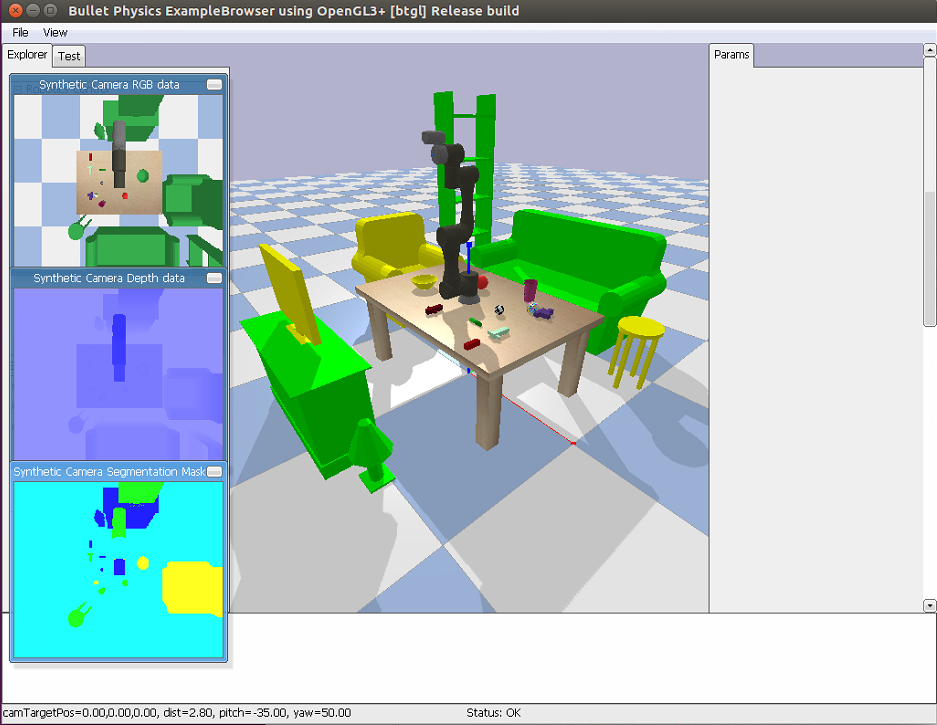 Bullet Physics ExampleBrowser using OpenGL3+ [btgl] Release build
File View
Explorer Test
Params
Synthetic Camera RGB data
Synthetic Camera Depth data
Synthetic Camera Segmentation Mask
camTargetPos=0.00,0.00,0.00, dist=2.80, pitch=-35.00, yaw=50.00
Status: OK